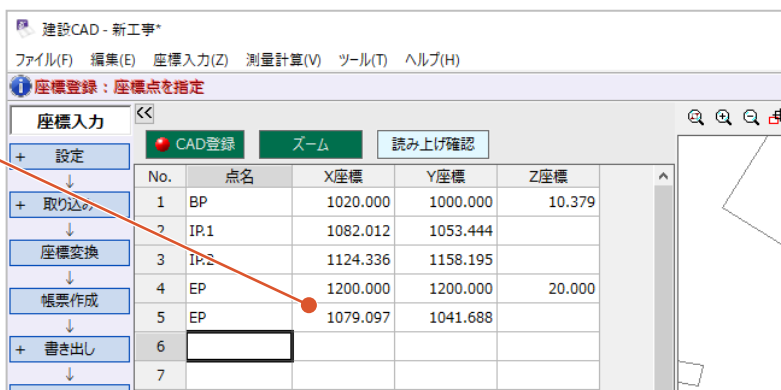 建設CAD - 新工事*
ファイル(F) 編集(E) 座標入力(Z) 測量計算(V) ツール(T) ヘルプ(H)
座標登録：座標点を指定
座標入力
+ 設定
↓
+ 取り込み
↓
座標変換
↓
帳票作成
↓
+ 書き出し
↓
<<
CAD登録 ズーム 読み上げ確認
No. 点名 X座標 Y座標 Z座標
1 BP 1020.000 1000.000 10.379
2 IP.1 1082.012 1053.444
3 IP.2 1124.336 1158.195
4 EP 1200.000 1200.000 20.000
5 EP 1079.097 1041.688
6
7